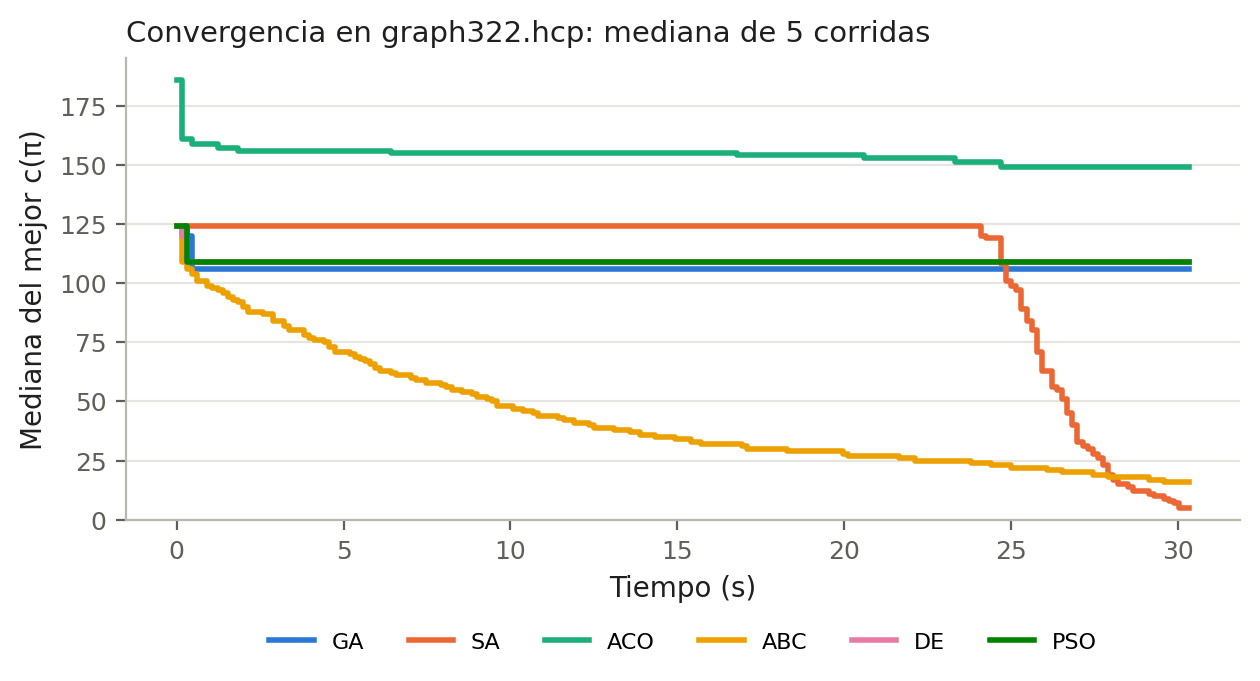 Convergencia en graph322.hcp: mediana de 5 corridas
Mediana del mejor c(π)
175
150
125
100
75
50
25
0
0 5 10 15 20 25 30
Tiempo (s)
GA SA ACO ABC DE PSO